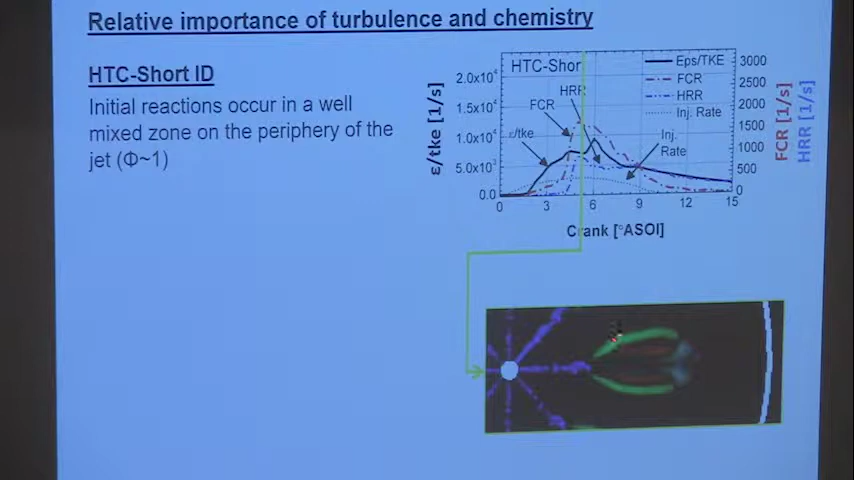 Relative importance of turbulence and chemistry
HTC-Short ID
Initial reactions occur in a well
mixed zone on the periphery of the
jet (Φ~1)
HTC-Shor
Eps/TKE
FCR
HRR
Inj. Rate
HRR
FCR
ε/tke
Inj.
Rate
ε/tke [1/s]
2.0x10⁴
1.5x10⁴
1.0x10⁴
5.0x10³
0.0
0 3 6 9 12 15
Crank [°ASOI]
3000
2500
2000
1500
1000
500
0
FCR [1/s]
HRR [1/s]